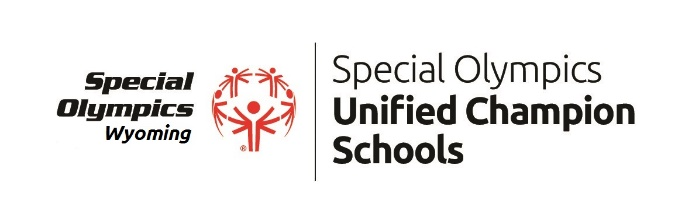 Special
Olympics
Wyoming
®
Special Olympics
Unified Champion
Schools